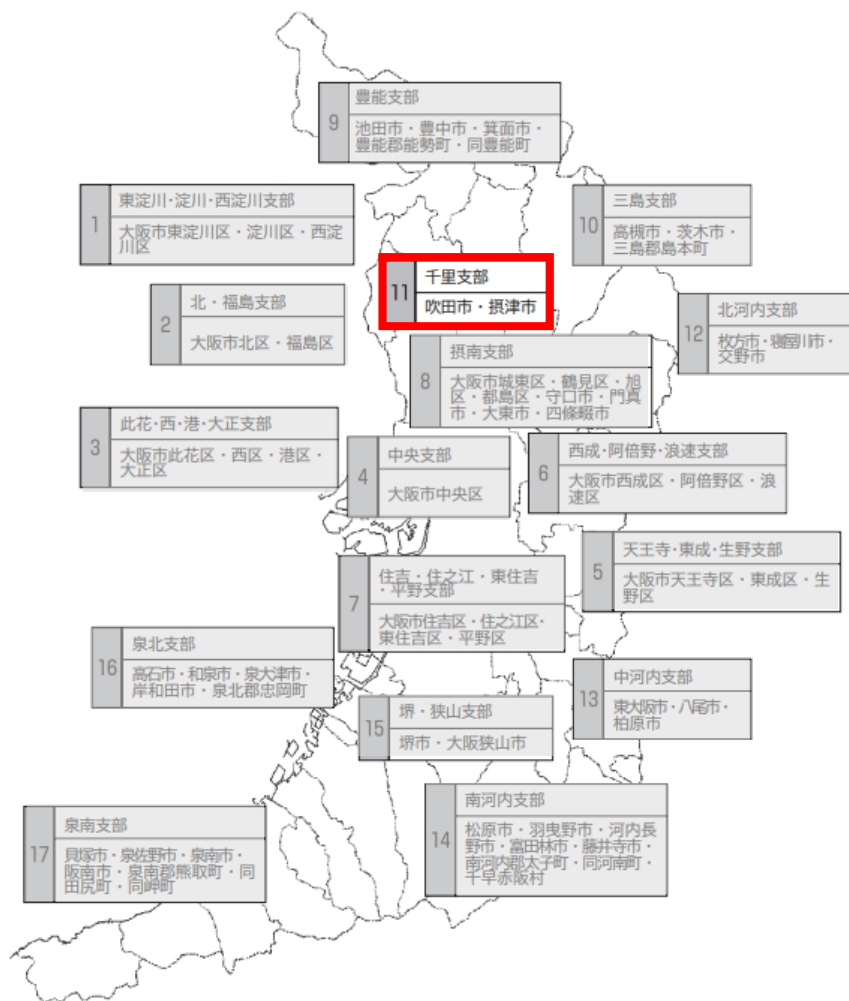 9
豊能支部
池田市・豊中市・箕面市・
豊能郡能勢町・同豊能町
1
東淀川・淀川・西淀川支部
大阪市東淀川区・淀川区・西淀
川区
10
三島支部
高槻市・茨木市・
三島郡島本町
11
千里支部
吹田市・摂津市
2
北・福島支部
大阪市北区・福島区
12
北河内支部
枚方市・寝屋川市・
交野市
8
摂南支部
大阪市城東区・鶴見区・旭
区・都島区・守口市・門真
市・大東市・四條畷市
3
此花・西・港・大正支部
大阪市此花区・西区・港区・
大正区
4
中央支部
大阪市中央区
6
西成・阿倍野・浪速支部
大阪市西成区・阿倍野区・浪
速区
5
天王寺・東成・生野支部
大阪市天王寺区・東成区・生
野区
7
住吉・住之江・東住吉
・平野支部
大阪市住吉区・住之江区・
東住吉区・平野区
16
泉北支部
高石市・和泉市・泉大津市・
岸和田市・泉北郡忠岡町
13
中河内支部
東大阪市・八尾市・
柏原市
15
堺・狭山支部
堺市・大阪狭山市
14
南河内支部
松原市・羽曳野市・河内長
野市・富田林市・藤井寺市・
南河内郡太子町・同河南町・
千早赤阪村
17
泉南支部
貝塚市・泉佐野市・泉南市・
阪南市・泉南郡熊取町・同
田尻町・同岬町